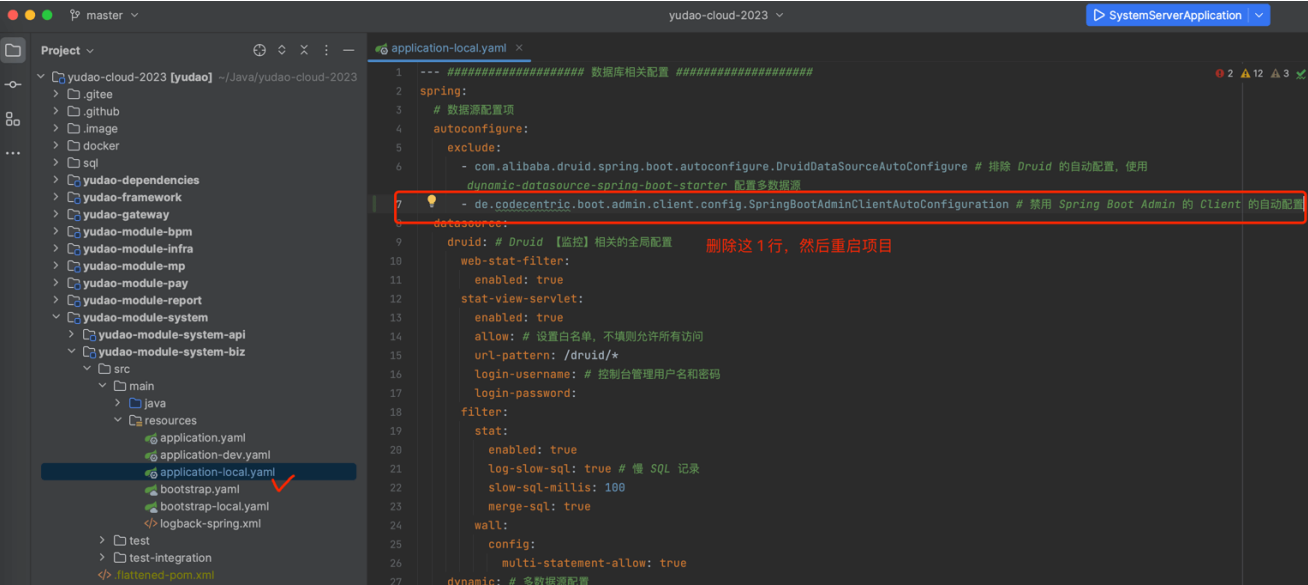 master
yudao-cloud-2023
SystemServerApplication
Project
application-local.yaml
yudao-cloud-2023 [yudao] ~/Java/yudao-cloud-2023
.gitee
.github
.image
docker
sql
yudao-dependencies
yudao-framework
yudao-gateway
yudao-module-bpm
yudao-module-infra
yudao-module-mp
yudao-module-pay
yudao-module-report
yudao-module-system
yudao-module-system-api
yudao-module-system-biz
src
main
java
resources
application.yaml
application-dev.yaml
application-local.yaml
bootstrap.yaml
bootstrap-local.yaml
logback-spring.xml
test
test-integration
.flattened-pom.xml
2 12 3
1 --- #################### 数据库相关配置 ####################
2 spring:
3 # 数据源配置项
4 autoconfigure:
5 exclude:
6 - com.alibaba.druid.spring.boot.autoconfigure.DruidDataSourceAutoConfigure # 排除 Druid 的自动配置，使用
dynamic-datasource-spring-boot-starter 配置多数据源
7 - de.codecentric.boot.admin.client.config.SpringBootAdminClientAutoConfiguration # 禁用 Spring Boot Admin 的 Client 的自动配置
8 datasource:
9 druid: # Druid 【监控】相关的全局配置
删除这 1 行，然后重启项目
10 web-stat-filter:
11 enabled: true
12 stat-view-servlet:
13 enabled: true
14 allow: # 设置白名单，不填则允许所有访问
15 url-pattern: /druid/*
16 login-username: # 控制台管理用户名和密码
17 login-password:
18 filter:
19 stat:
20 enabled: true
21 log-slow-sql: true # 慢 SQL 记录
22 slow-sql-millis: 100
23 merge-sql: true
24 wall:
25 config:
26 multi-statement-allow: true
27 dynamic: # 多数据源配置